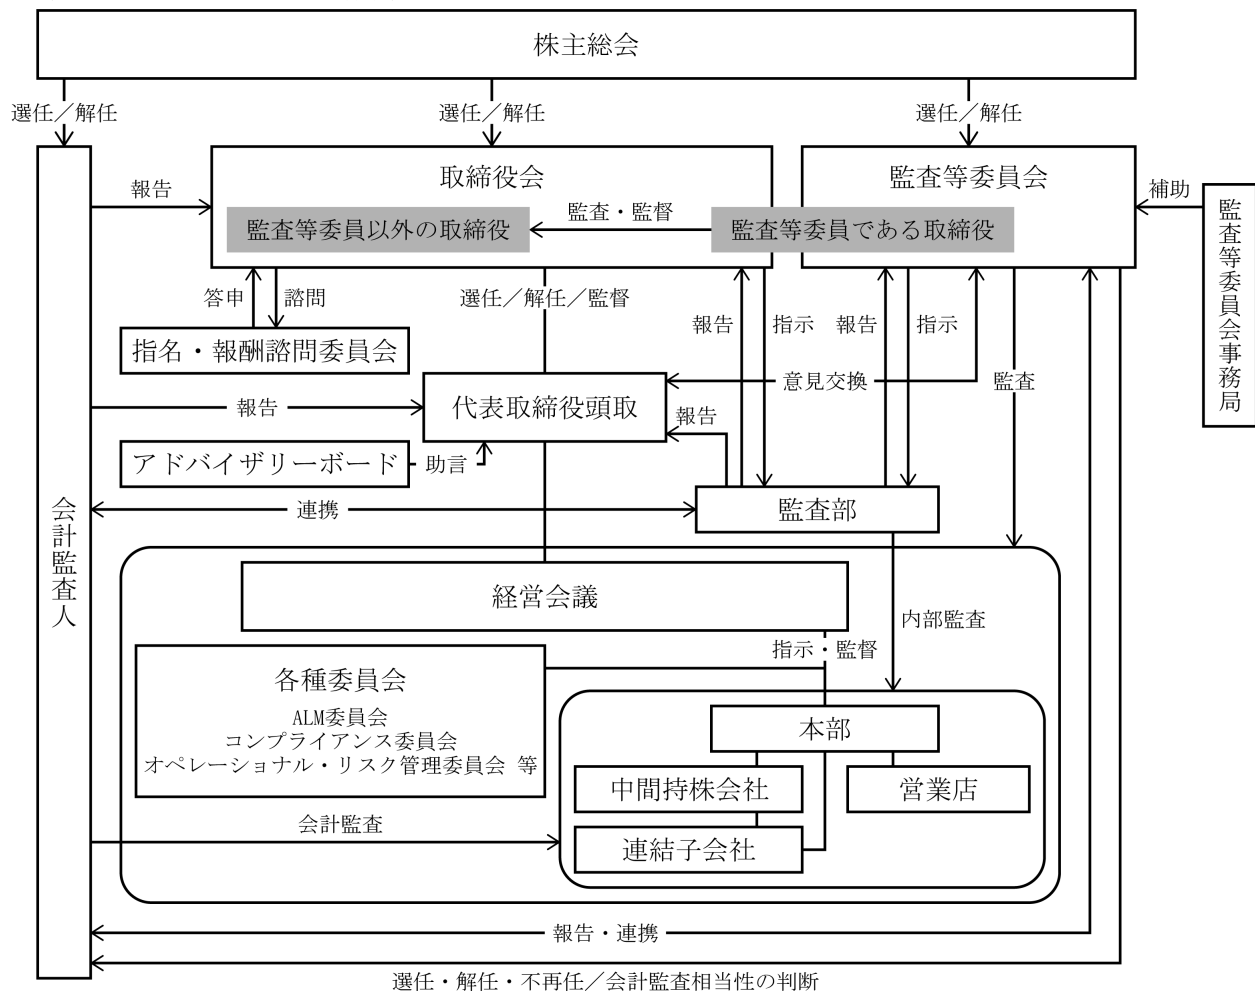 株主総会
選任／解任
選任／解任
選任／解任
取締役会
監査等委員会
報告
補助
監査等委員以外の取締役
監査・監督
監査等委員である取締役
監査等委員会事務局
答申
諮問
選任／解任／監督
報告
指示
報告
指示
指名・報酬諮問委員会
意見交換
監査
報告
代表取締役頭取
報告
アドバイザリーボード
助言
連携
監査部
会計監査人
経営会議
内部監査
指示・監督
各種委員会
ALM委員会
コンプライアンス委員会
オペレーショナル・リスク管理委員会 等
本部
中間持株会社
営業店
会計監査
連結子会社
報告・連携
選任・解任・不再任／会計監査相当性の判断